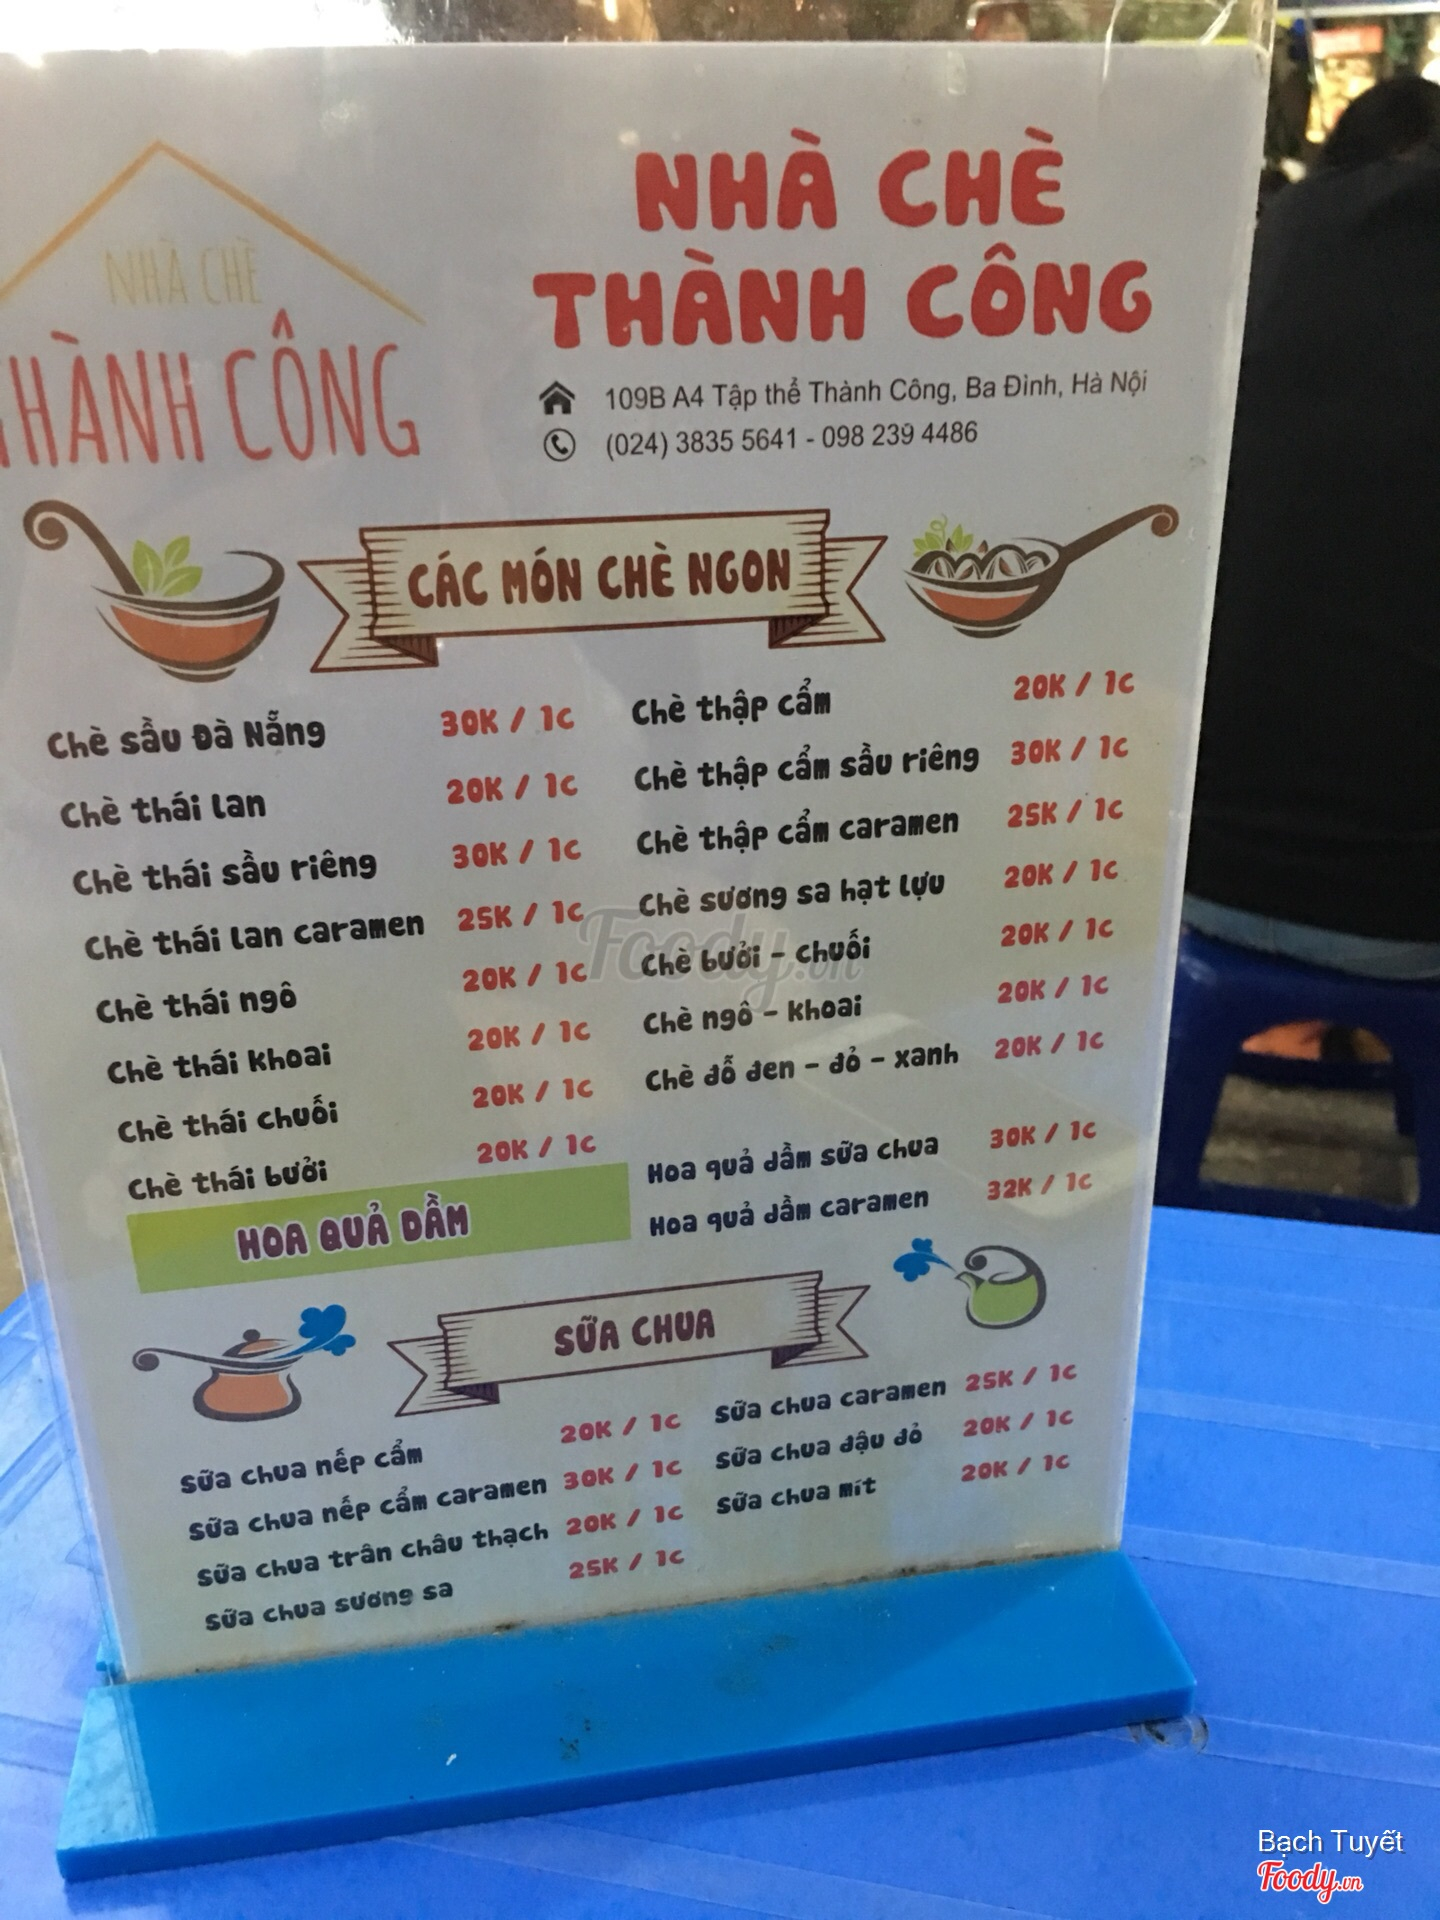 NHÀ CHÈ
THÀNH CÔNG
NHÀ CHÈ
THÀNH CÔNG
109B A4 Tập thể Thành Công, Ba Đình, Hà Nội
(024) 3835 5641 - 098 239 4486
CÁC MÓN CHÈ NGON
Chè sầu Đà Nẵng 30K / 1c
Chè thái lan 20K / 1c
Chè thái sầu riêng 30K / 1c
Chè thái lan caramen 25K / 1c
Chè thái ngô 20K / 1c
Chè thái khoai 20K / 1c
Chè thái chuối 20K / 1c
Chè thái bưởi 20K / 1c
Chè thập cẩm 20K / 1c
Chè thập cẩm sầu riêng 30K / 1c
Chè thập cẩm caramen 25K / 1c
Chè sương sa hạt lựu 20K / 1c
Chè bưởi - chuối 20K / 1c
Chè ngô - khoai 20K / 1c
Chè đỗ đen - đỏ - xanh 20K / 1c
HOA QUẢ DẦM
Hoa quả dầm sữa chua 30K / 1c
Hoa quả dầm caramen 32K / 1c
SỮA CHUA
Sữa chua nếp cẩm 20K / 1c
Sữa chua nếp cẩm caramen 30K / 1c
Sữa chua trân châu thạch 20K / 1c
Sữa chua sương sa 25K / 1c
Sữa chua caramen 25K / 1c
Sữa chua đậu đỏ 20K / 1c
Sữa chua mít 20K / 1c
Foody.vn
Bạch Tuyết
Foody.vn